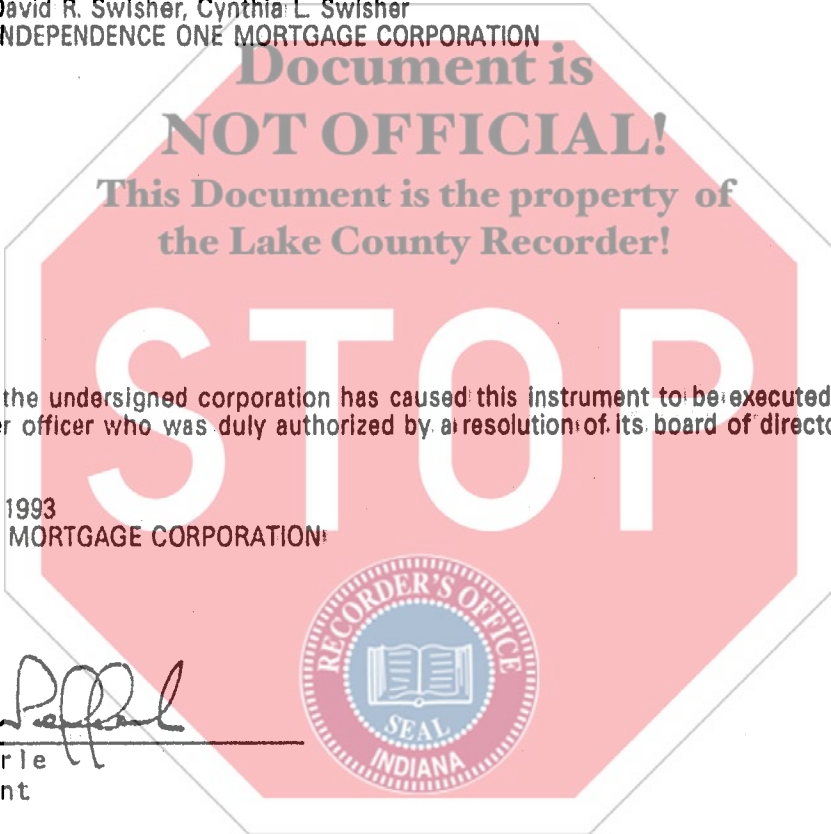 David R. Swisher, Cynthia L. Swisher
NDEPENDENCE ONE MORTGAGE CORPORATION
Document is
NOT OFFICIAL!
This Document is the property of
the Lake County Recorder!
STOP
the undersigned corporation has caused this instrument to be executed
r officer who was duly authorized by a resolution of its board of directo
1993
MORTGAGE CORPORATION
RECORDER'S OFFICE
SEAL
INDIANA
rle
nt